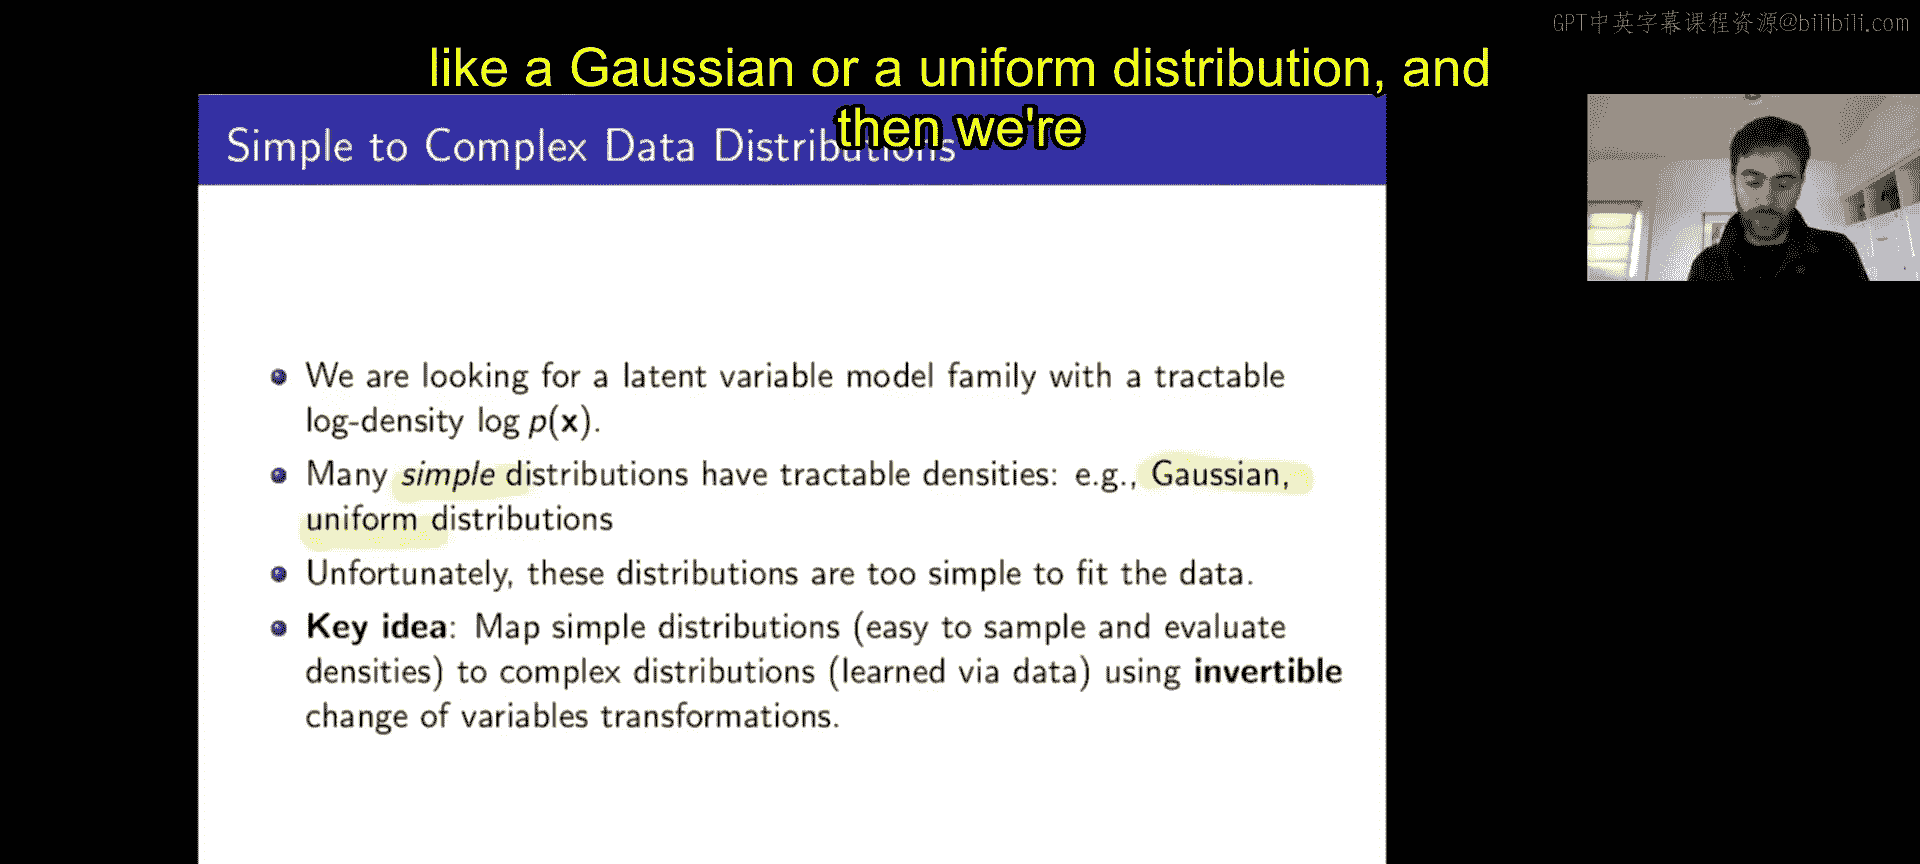 GPT中英字幕课程资源@bilibili.com
like a Gaussian or a uniform distribution, and
then we're
Simple to Complex Data Distributions
We are looking for a latent variable model family with a tractable
log-density log p(x).
Many simple distributions have tractable densities: e.g., Gaussian,
uniform distributions
Unfortunately, these distributions are too simple to fit the data.
Key idea: Map simple distributions (easy to sample and evaluate
densities) to complex distributions (learned via data) using invertible
change of variables transformations.